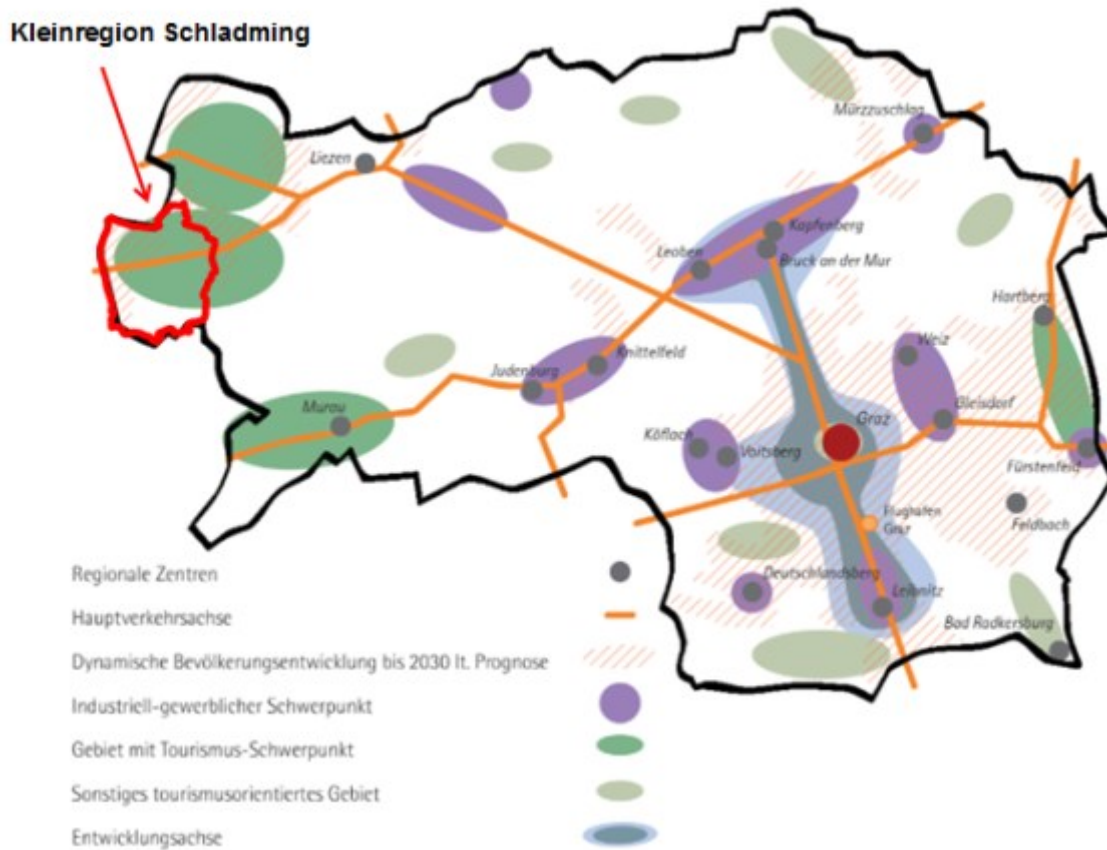 Kleinregion Schladming
Mürzzuschlag
Liezen
Kapfenberg
Leoben
Bruck an der Mur
Hartberg
Weiz
Knittelfeld
Judenburg
Gleisdorf
Murau
Graz
Köflach
Voitsberg
Fürstenfeld
Feldbach
Flughafen
Graz
Deutschlandsberg
Leibnitz
Bad Radkersburg
Regionale Zentren
Hauptverkehrsachse
Dynamische Bevölkerungsentwicklung bis 2030 lt. Prognose
Industriell-gewerblicher Schwerpunkt
Gebiet mit Tourismus-Schwerpunkt
Sonstiges tourismusorientiertes Gebiet
Entwicklungsachse